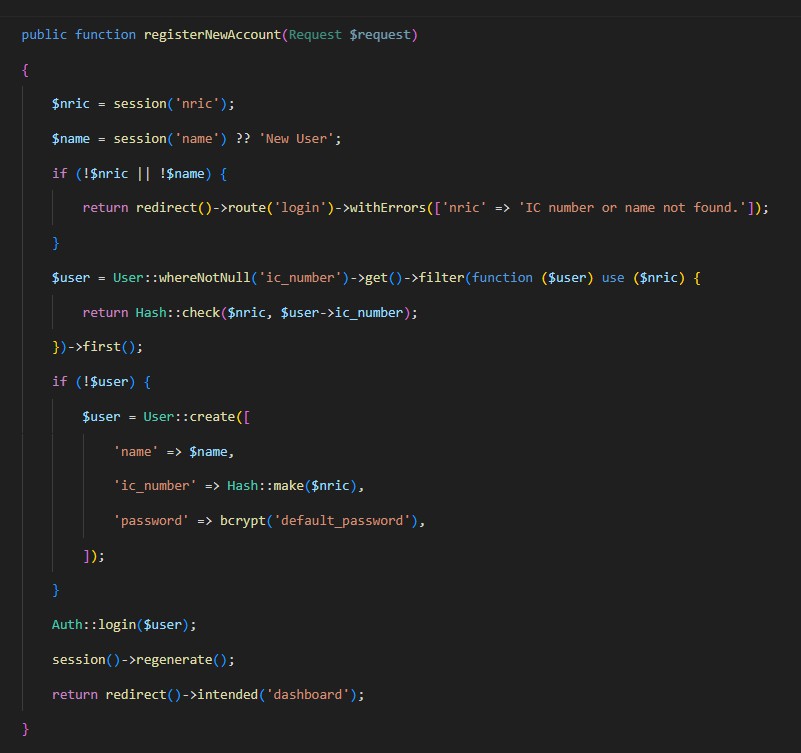 public function registerNewAccount(Request $request)
{
$nric = session('nric');
$name = session('name') ?? 'New User';
if (!$nric || !$name) {
return redirect()->route('login')->withErrors(['nric' => 'IC number or name not found.']);
}
$user = User::whereNotNull('ic_number')->get()->filter(function ($user) use ($nric) {
return Hash::check($nric, $user->ic_number);
})->first();
if (!$user) {
$user = User::create([
'name' => $name,
'ic_number' => Hash::make($nric),
'password' => bcrypt('default_password'),
]);
}
Auth::login($user);
session()->regenerate();
return redirect()->intended('dashboard');
}